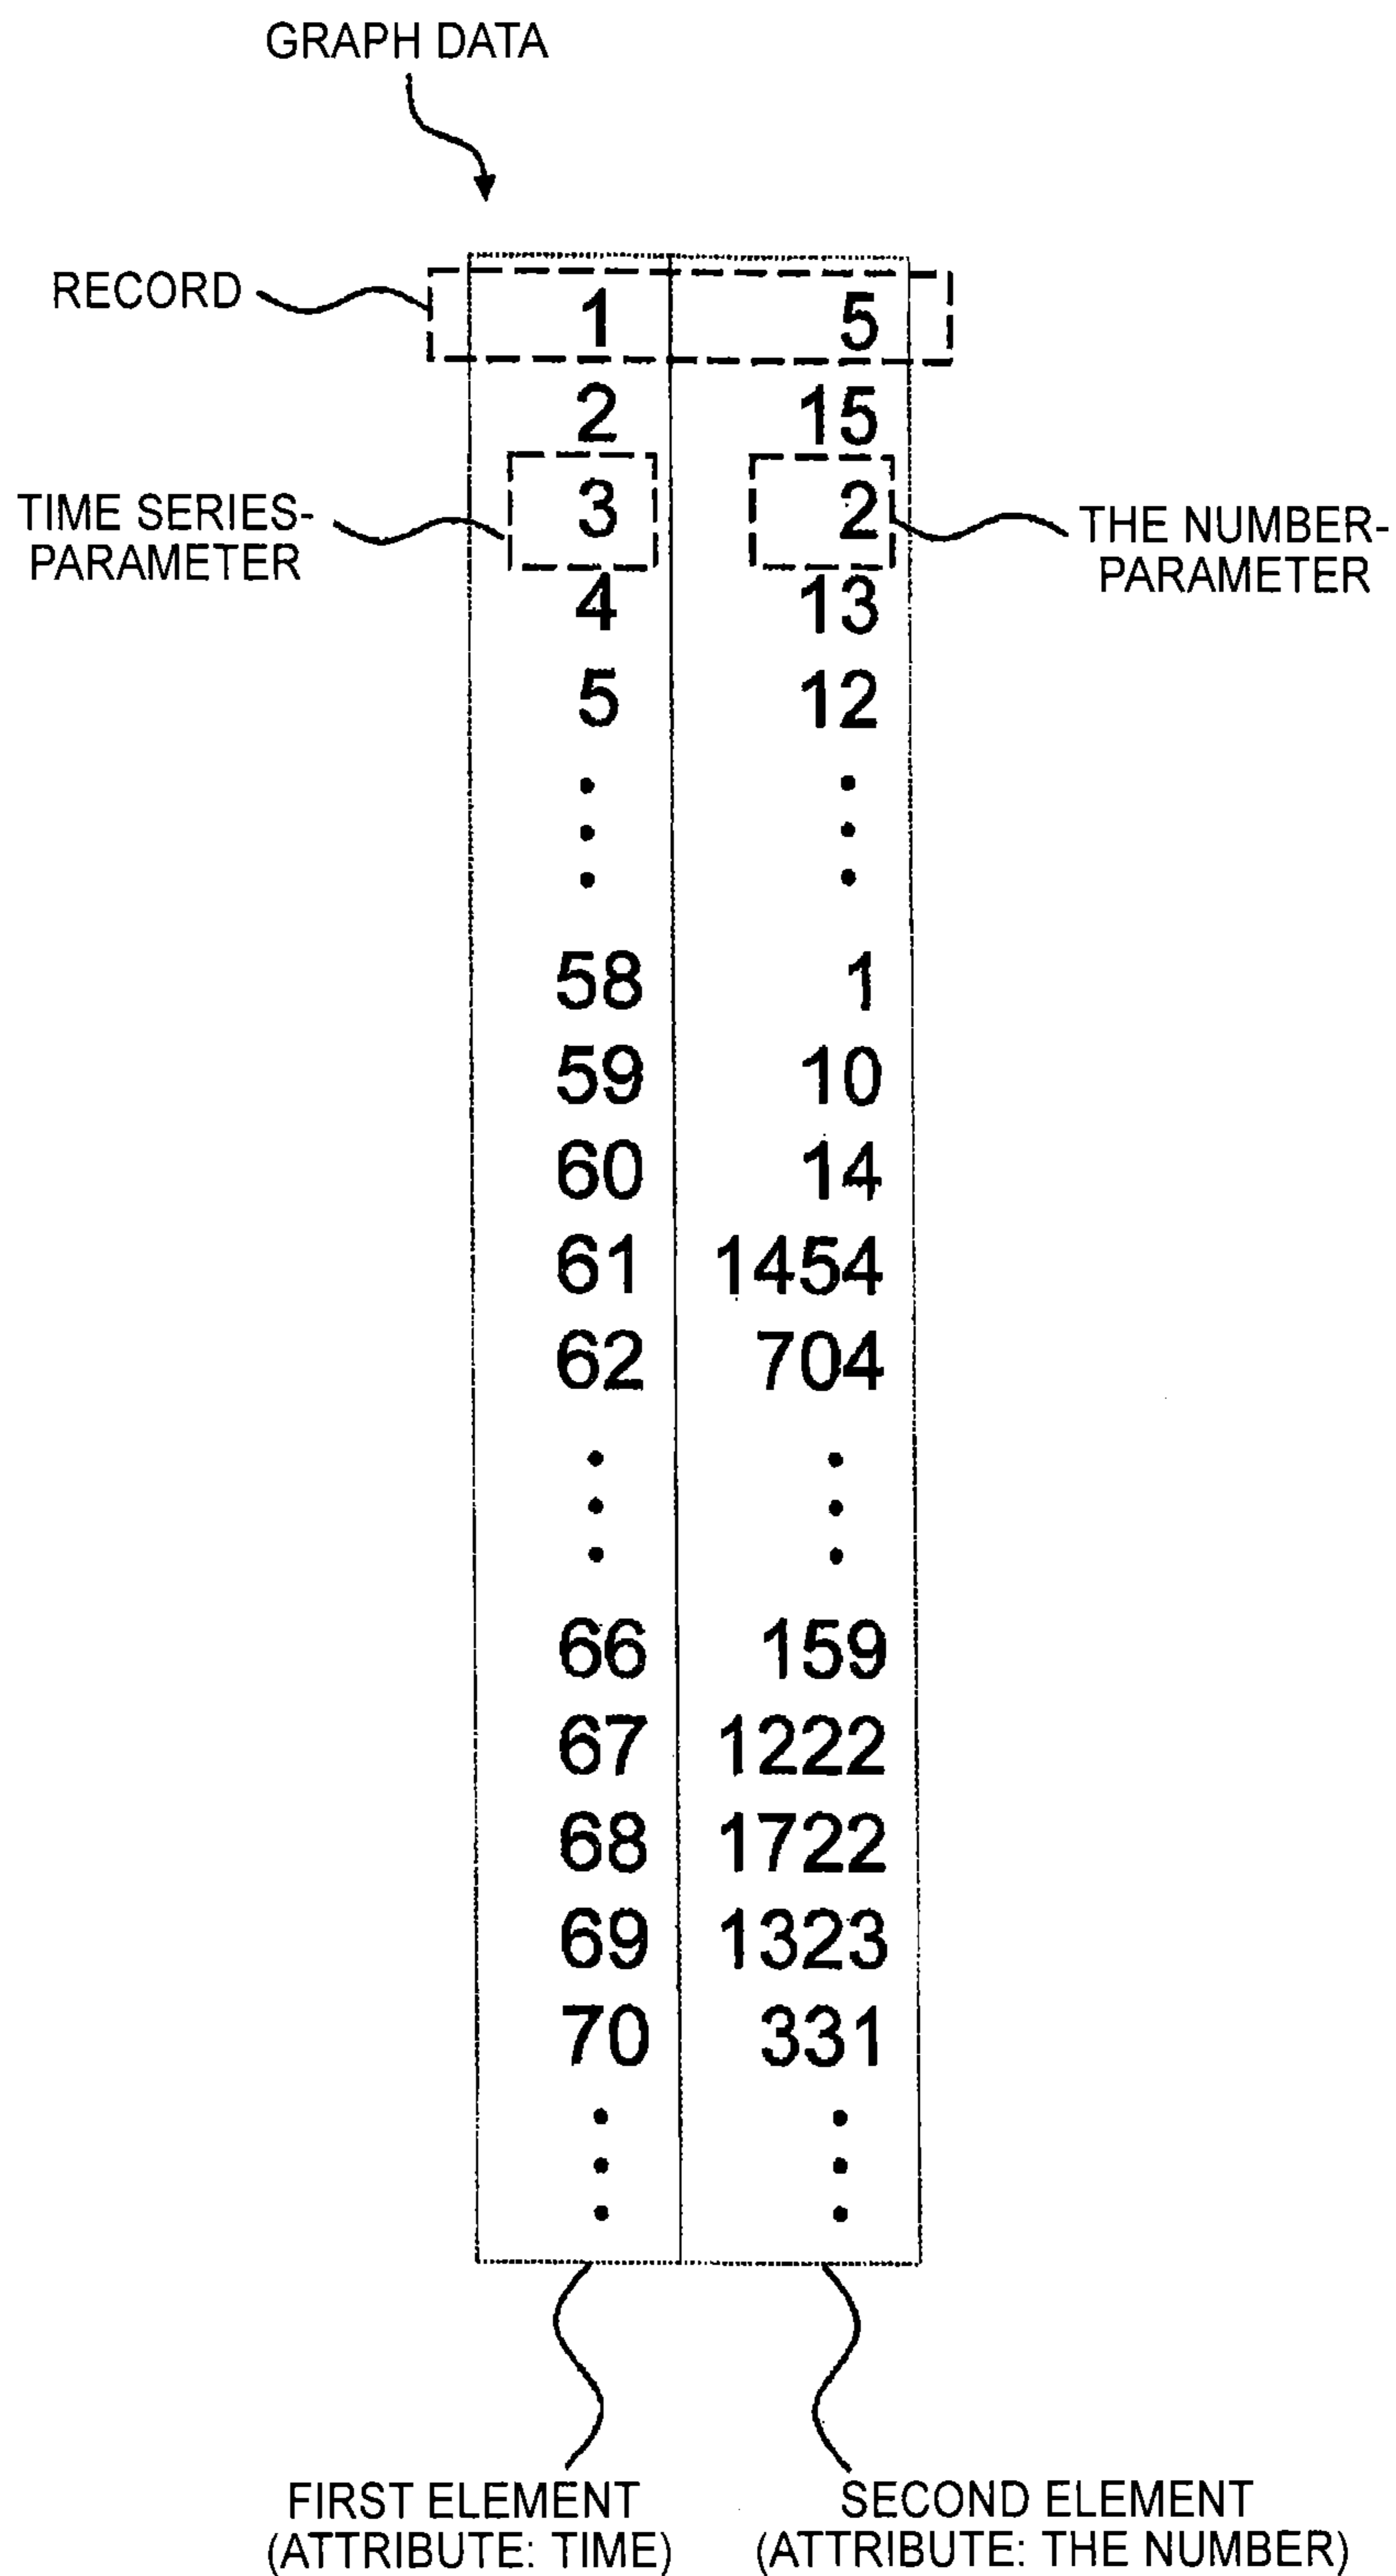 GRAPH DATA
RECORD
1 5
2 15
TIME SERIES-
PARAMETER
3 2
THE NUMBER-
PARAMETER
4 13
5 12
58 1
59 10
60 14
61 1454
62 704
66 159
67 1222
68 1722
69 1323
70 331
FIRST ELEMENT
(ATTRIBUTE: TIME)
SECOND ELEMENT
(ATTRIBUTE: THE NUMBER)